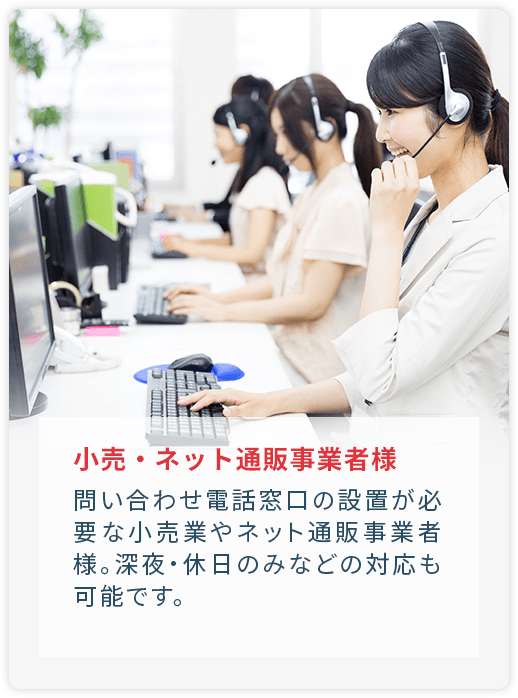 小売・ネット通販事業者様
問い合わせ電話窓口の設置が必
要な小売業やネット通販事業者
様。深夜・休日のみなどの対応も
可能です。